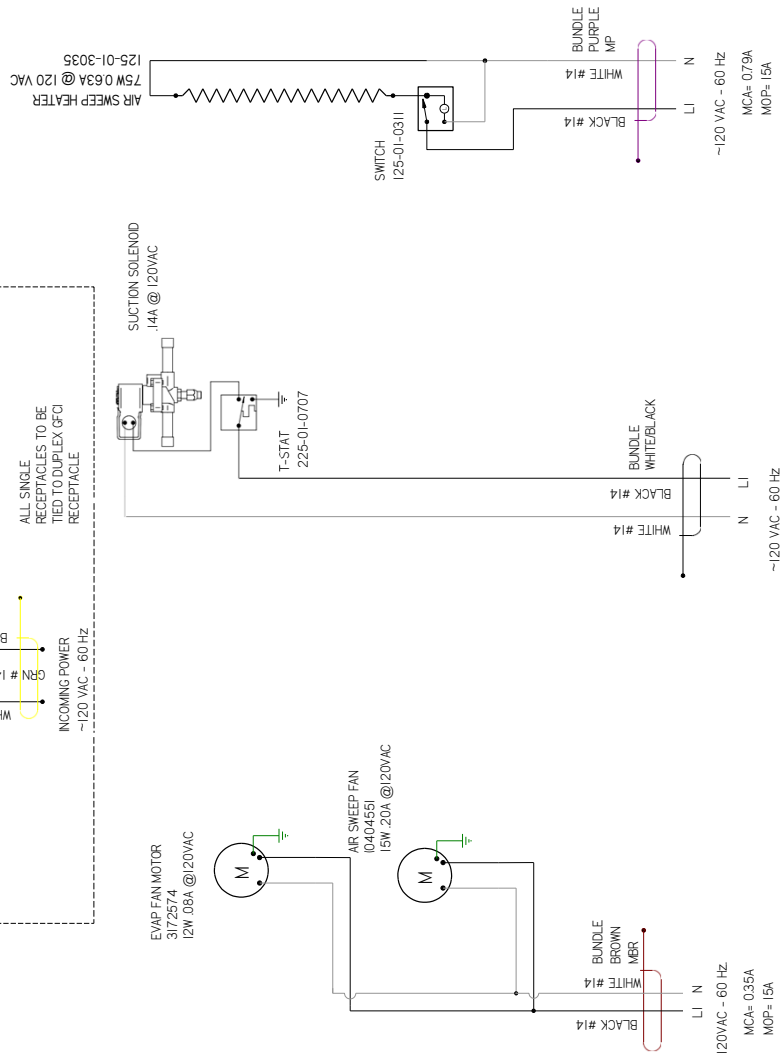 ALL SINGLE
RECEPTACLES TO BE
TIED TO DUPLEX GFCI
RECEPTACLE
GRN # 14
INCOMING POWER
~120 VAC - 60 Hz
EVAP FAN MOTOR
3172574
12W .08A @120VAC
M
AIR SWEEP FAN
1040455I
15W .20A @120VAC
M
BUNDLE
BROWN
MBR
WHITE #14
BLACK #14
L1
N
120VAC - 60 Hz.
MCA= 0.35A
MOP= 15A
SUCTION SOLENOID
.14A @ 120VAC
T-STAT
225-01-0707
BUNDLE
WHITE/BLACK
BLACK #14
WHITE #14
N
L1
~120 VAC - 60 Hz
AIR SWEEP HEATER
75W 0.63A @ 120 VAC
125-01-3035
SWITCH
125-01-0311
L
BUNDLE
PURPLE
MP
WHITE #14
BLACK #14
L1
N
~120 VAC - 60 Hz
MCA= 0.79A
MOP= 15A